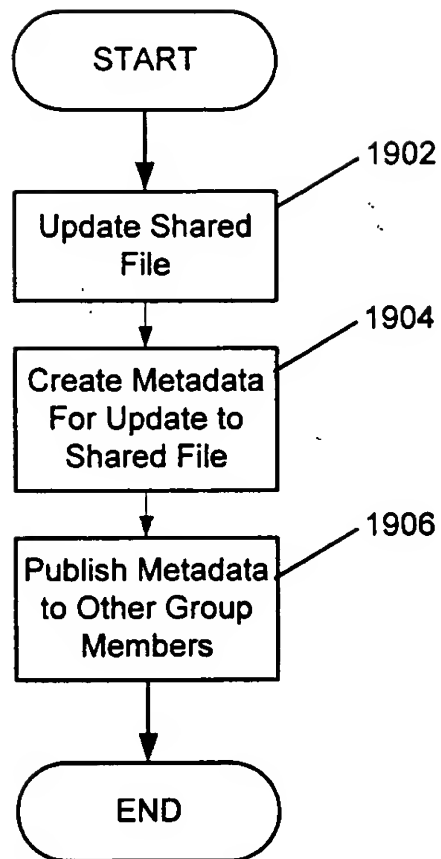 START
1902
Update Shared
File
1904
Create Metadata
For Update to
Shared File
1906
Publish Metadata
to Other Group
Members
END